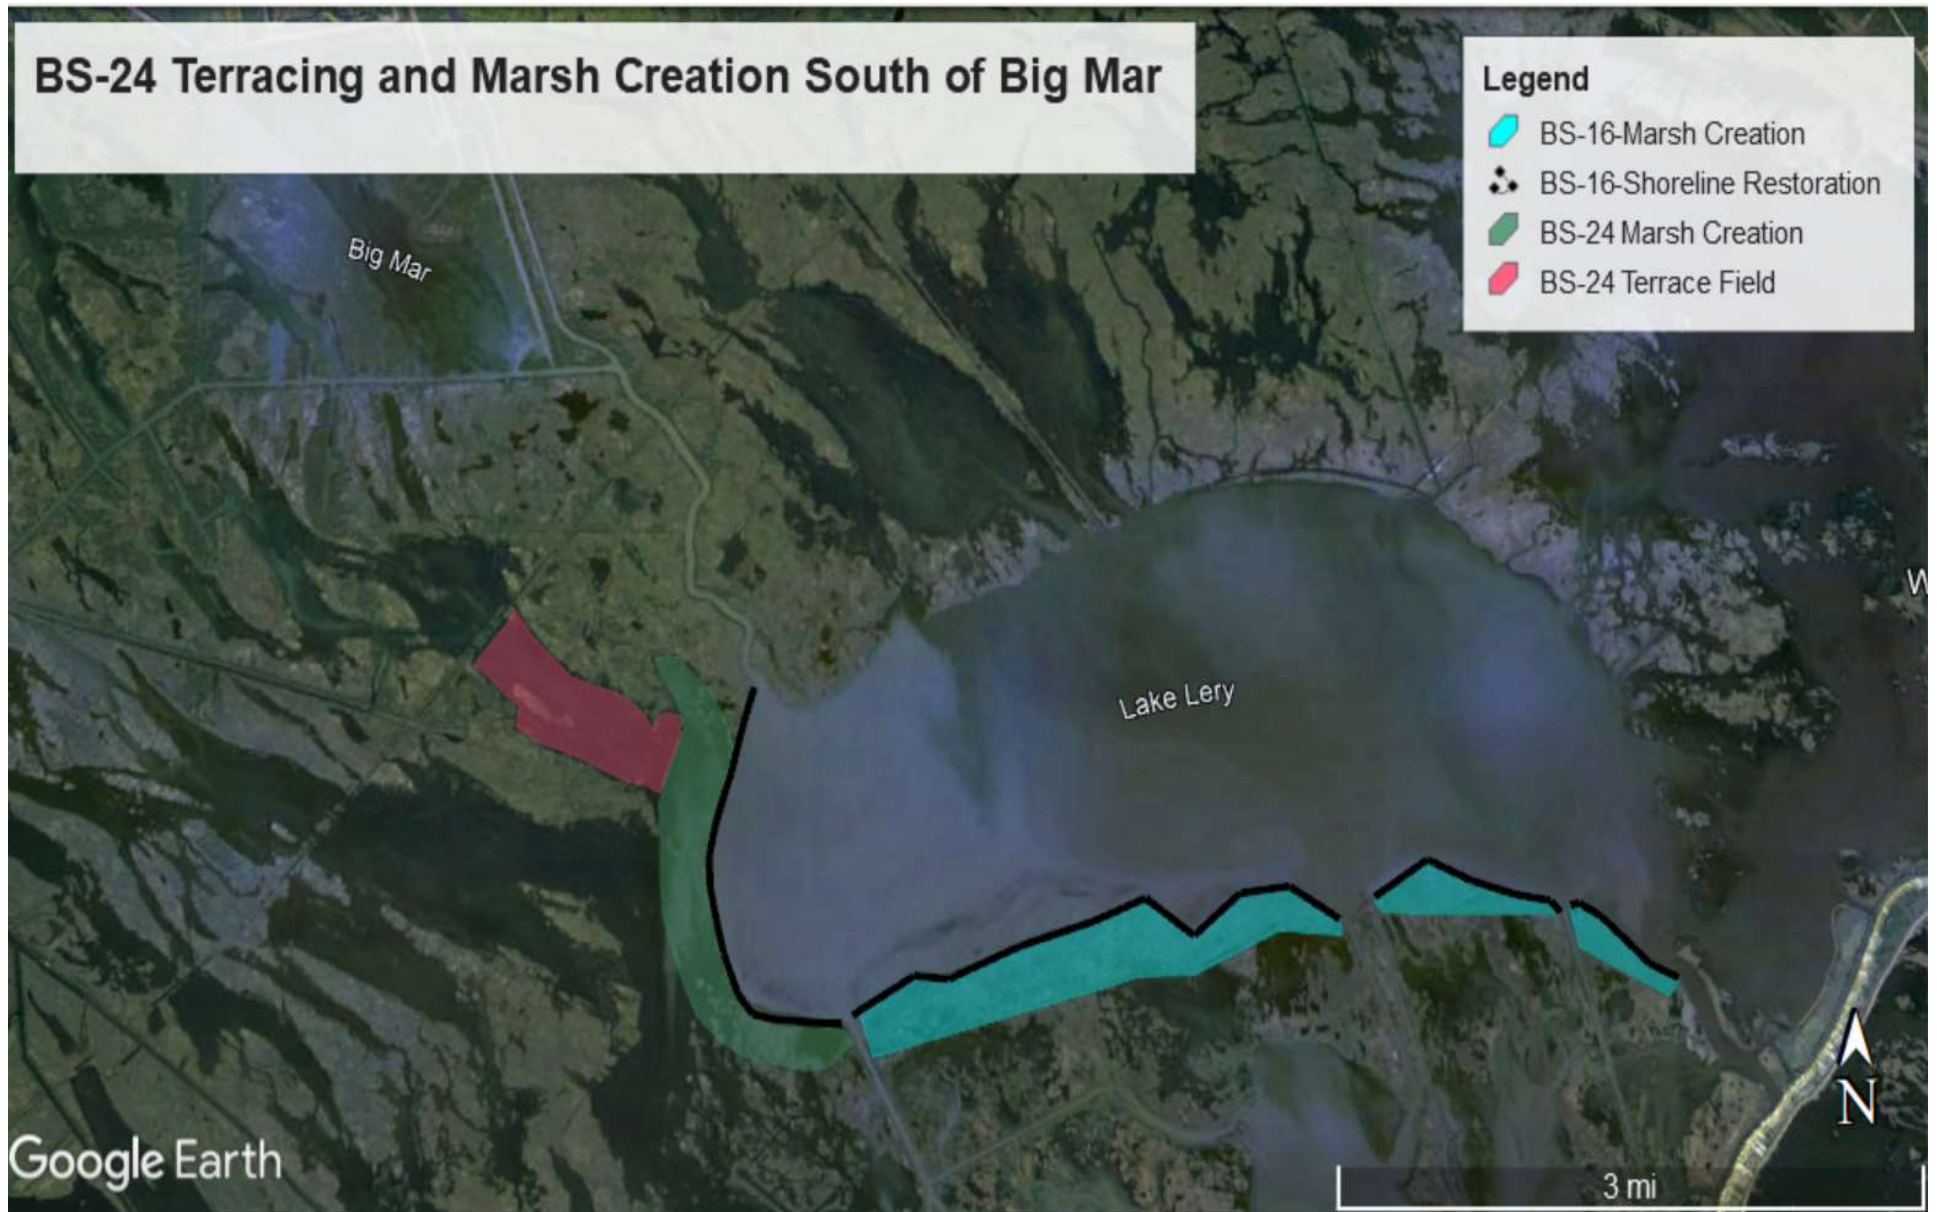 BS-24 Terracing and Marsh Creation South of Big Mar
Legend
BS-16-Marsh Creation
BS-16-Shoreline Restoration
BS-24 Marsh Creation
BS-24 Terrace Field
Big Mar
W
Lake Lery
N
Google Earth
3 mi